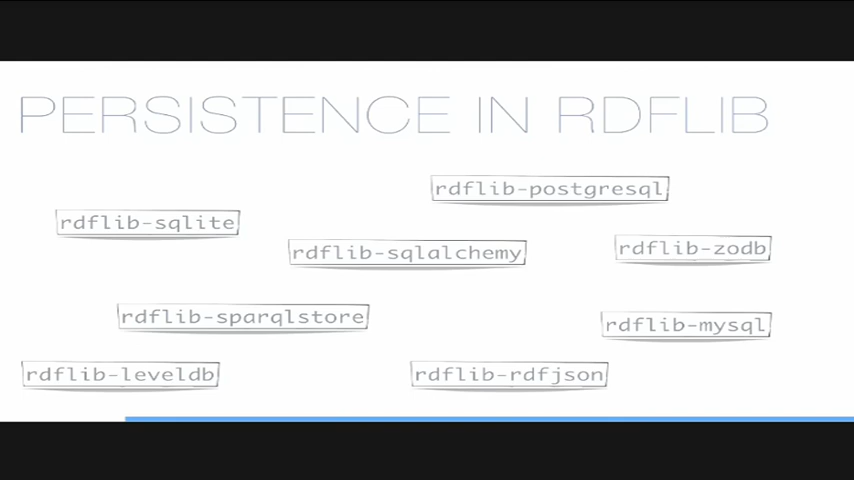 PERSISTENCE IN RDFLIB
rdflib-postgresql
rdflib-sqlite
rdflib-sqlalchemy
rdflib-zodb
rdflib-sparqlstore
rdflib-mysql
rdflib-leveldb
rdflib-rdfjson